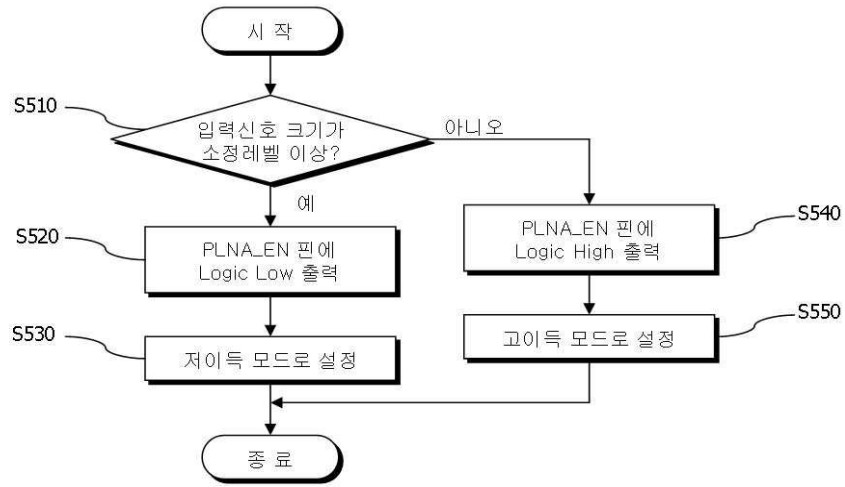 시 작
S510
입력신호 크기가
소정레벨 이상?
아니오
예
S520
PLNA_EN 핀에
Logic Low 출력
S540
PLNA_EN 핀에
Logic High 출력
S530
저이득 모드로 설정
S550
고이득 모드로 설정
종 료